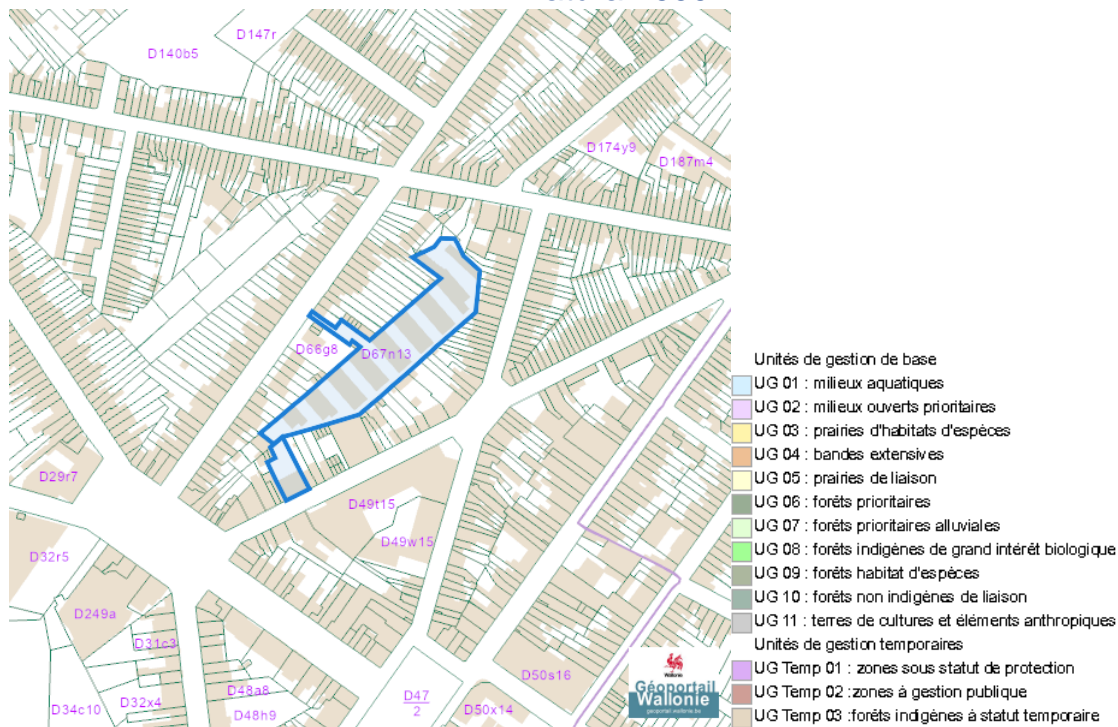 D147r
D140b5
D174y9
D187m4
D66g8
D67n13
D29r7
D49t15
D49w15
D32r5
D249a
D31c3
D48a8
D34c10
D32x4
D48h9
D47
2
D50s16
D50x14
Wallonie
Géoportail
Wallonie
geoportail.wallonie.be
Unités de gestion de base
UG 01 : milieux aquatiques
UG 02 : milieux ouverts prioritaires
UG 03 : prairies d'habitats d'espèces
UG 04 : bandes extensives
UG 05 : prairies de liaison
UG 06 : forêts prioritaires
UG 07 : forêts prioritaires alluviales
UG 08 : forêts indigènes de grand intérêt biologique
UG 09 : forêts habitat d'espèces
UG 10 : forêts non indigènes de liaison
UG 11 : terres de cultures et éléments anthropiques
Unités de gestion temporaires
UG Temp 01 : zones sous statut de protection
UG Temp 02 :zones à gestion publique
UG Temp 03 :forêts indigènes à statut temporaire